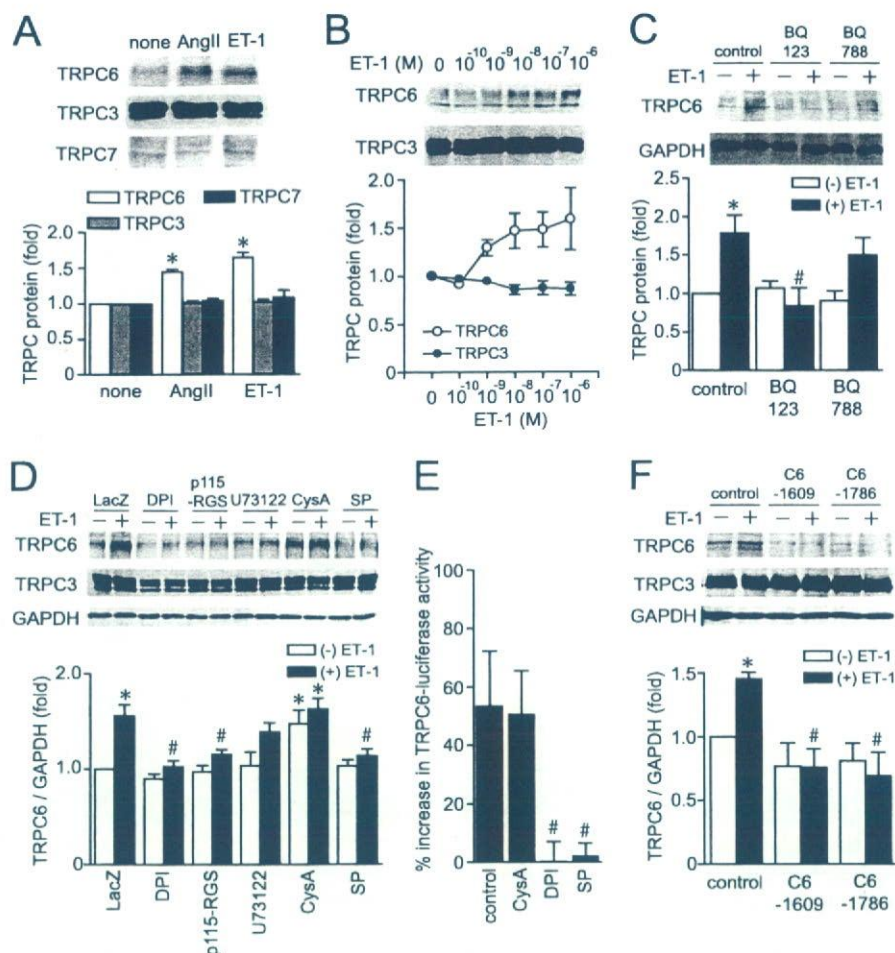 A
none AngII ET-1
TRPC6
TRPC3
TRPC7
TRPC6 TRPC7
TRPC3
TRPC protein (fold)
2.0
1.5
1.0
0
none AngII ET-1
* *
B
ET-1 (M) 0 10-10 10-9 10-8 10-7 10-6
TRPC6
TRPC3
TRPC protein (fold)
2.0
1.5
1.0
0.5
0
TRPC6
TRPC3
0 10-10 10-9 10-8 10-7 10-6
ET-1 (M)
C
control BQ 123 BQ 788
ET-1 − + − + − +
TRPC6
GAPDH
(-) ET-1
(+) ET-1
TRPC protein (fold)
2.0
1.5
1.0
0.5
0
* #
control BQ 123 BQ 788
D
LacZ DPI p115 -RGS U73122 CysA SP
ET-1 − + − + − + − + − + − +
TRPC6
TRPC3
GAPDH
(-) ET-1
(+) ET-1
TRPC6 / GAPDH (fold)
2.0
1.0
0
* # # * * #
LacZ DPI p115-RGS U73122 CysA SP
E
% increase in TRPC6-luciferase activity
100
80
60
40
20
0
# #
control CysA DPI SP
F
control C6 -1609 C6 -1786
ET-1 − + − + − +
TRPC6
TRPC3
GAPDH
(-) ET-1
(+) ET-1
TRPC6 / GAPDH (fold)
1.5
1.0
0.5
0
* # #
control C6 -1609 C6 -1786